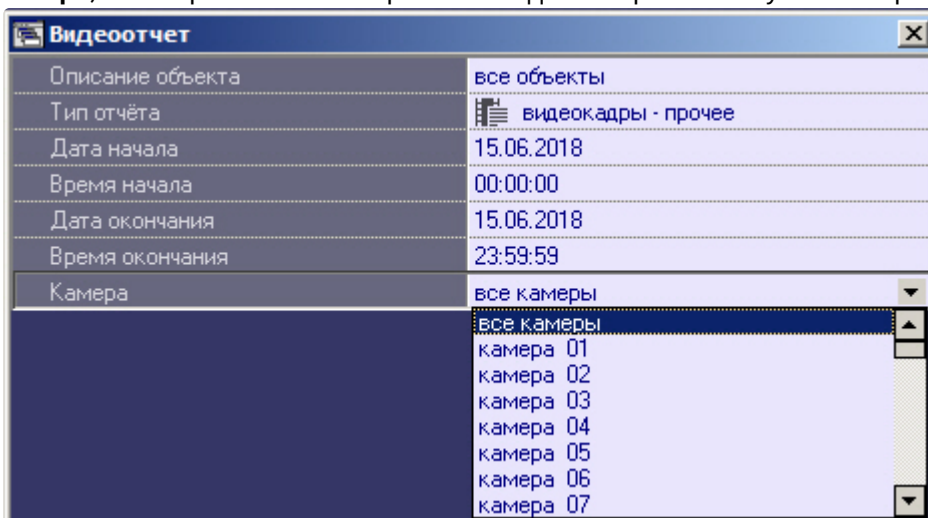 Видеоотчет
Описание объекта все объекты
Тип отчёта видеокадры - прочее
Дата начала 15.06.2018
Время начала 00:00:00
Дата окончания 15.06.2018
Время окончания 23:59:59
Камера все камеры
все камеры
камера 01
камера 02
камера 03
камера 04
камера 05
камера 06
камера 07